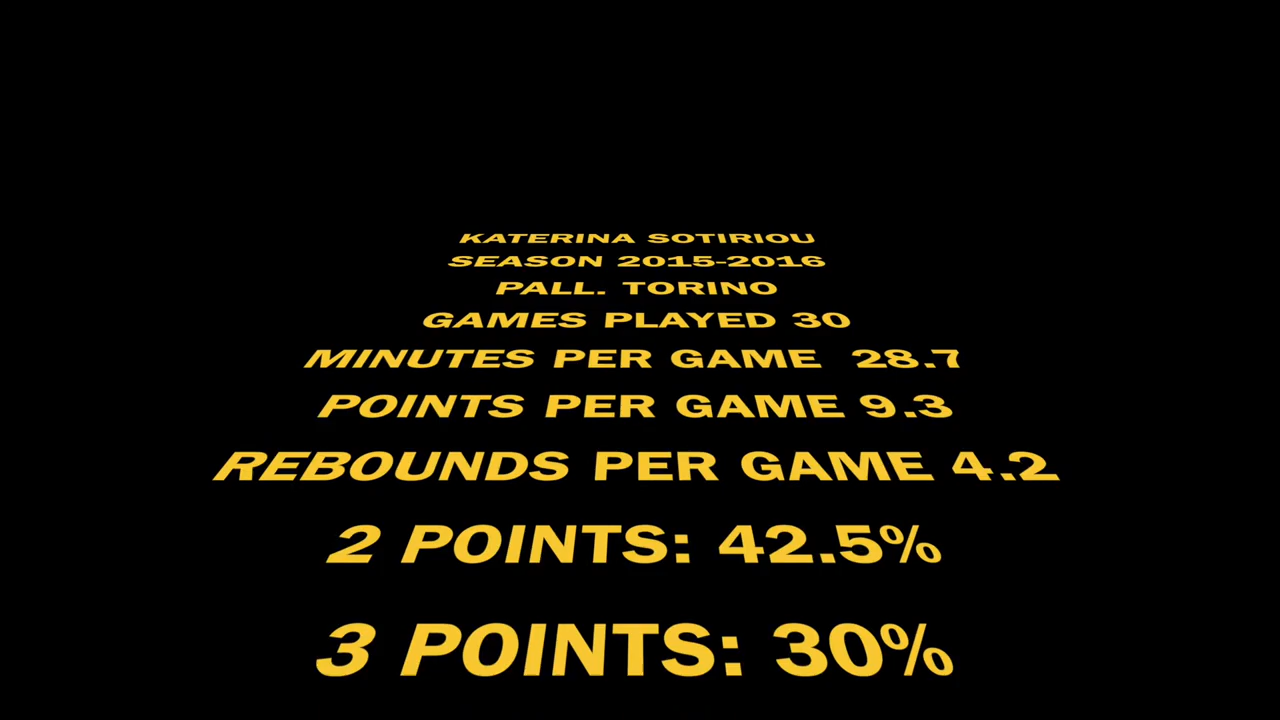 KATERINA SOTIRIOU
SEASON 2015-2016
PALL. TORINO
GAMES PLAYED 30
MINUTES PER GAME 28.7
POINTS PER GAME 9.3
REBOUNDS PER GAME 4.2
2 POINTS: 42.5%
3 POINTS: 30%